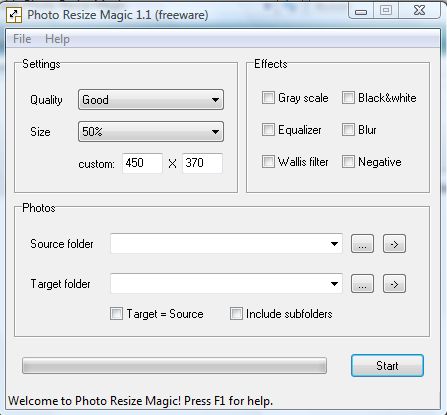 Photo Resize Magic 1.1 (freeware)
File Help
Settings
Quality Good
Size 50%
custom: 450 X 370
Effects
Gray scale Black&white
Equalizer Blur
Wallis filter Negative
Photos
Source folder ... ->
Target folder ... ->
Target = Source Include subfolders
Start
Welcome to Photo Resize Magic! Press F1 for help.